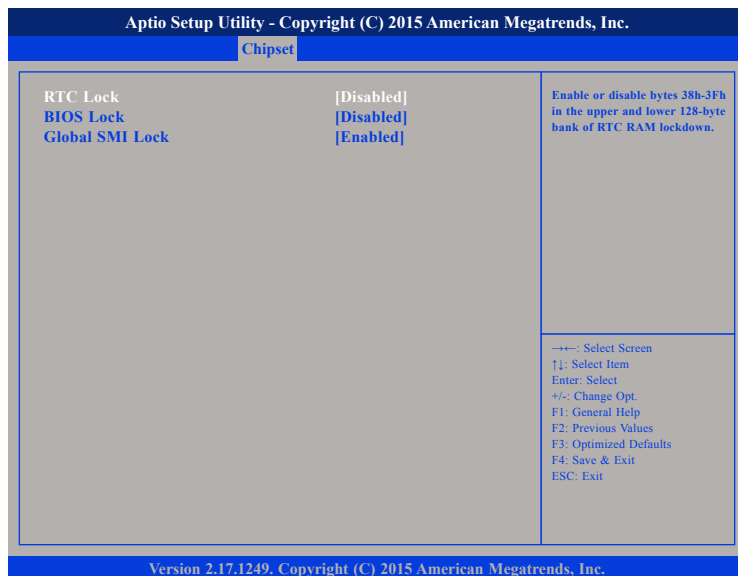 Aptio Setup Utility - Copyright (C) 2015 American Megatrends, Inc.
Chipset
RTC Lock [Disabled]
BIOS Lock [Disabled]
Global SMI Lock [Enabled]
Enable or disable bytes 38h-3Fh
in the upper and lower 128-byte
bank of RTC RAM lockdown.
→←: Select Screen
↑↓: Select Item
Enter: Select
+/-: Change Opt.
F1: General Help
F2: Previous Values
F3: Optimized Defaults
F4: Save & Exit
ESC: Exit
Version 2.17.1249. Copyright (C) 2015 American Megatrends, Inc.